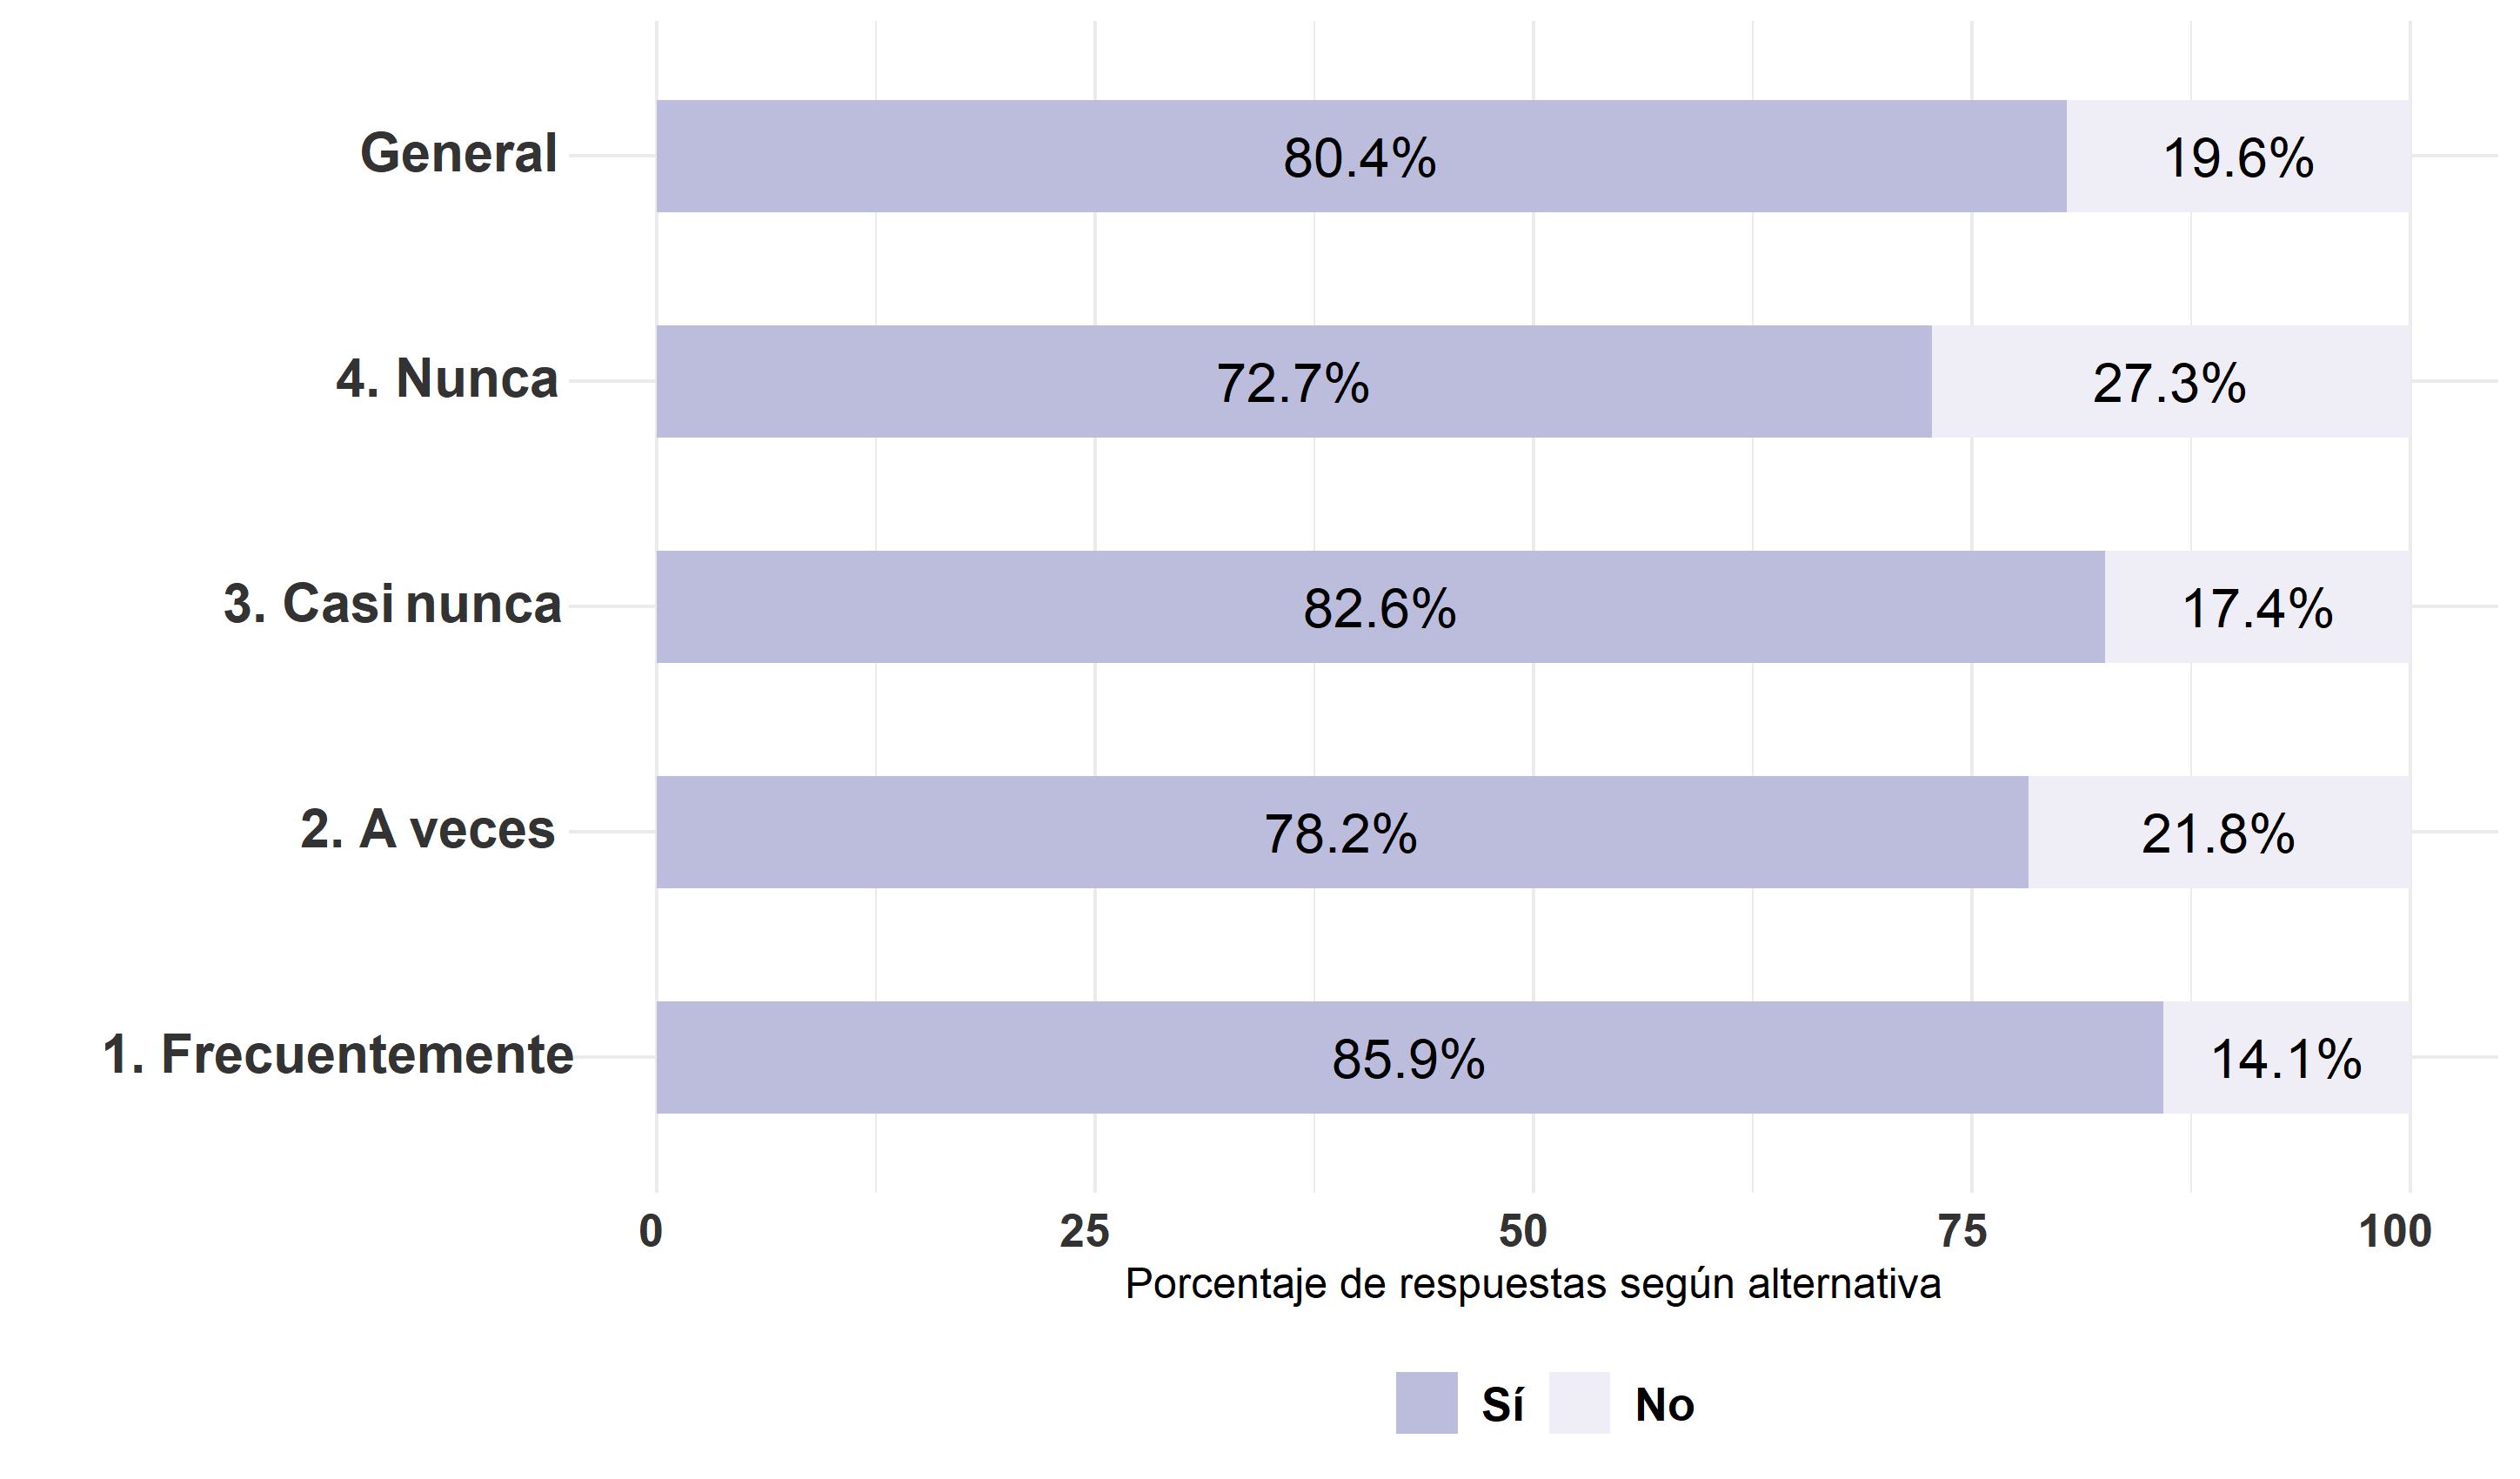 General 80.4% 19.6%
4. Nunca 72.7% 27.3%
3. Casi nunca 82.6% 17.4%
2. A veces 78.2% 21.8%
1. Frecuentemente 85.9% 14.1%
0 25 50 75 100
Porcentaje de respuestas según alternativa
Sí No